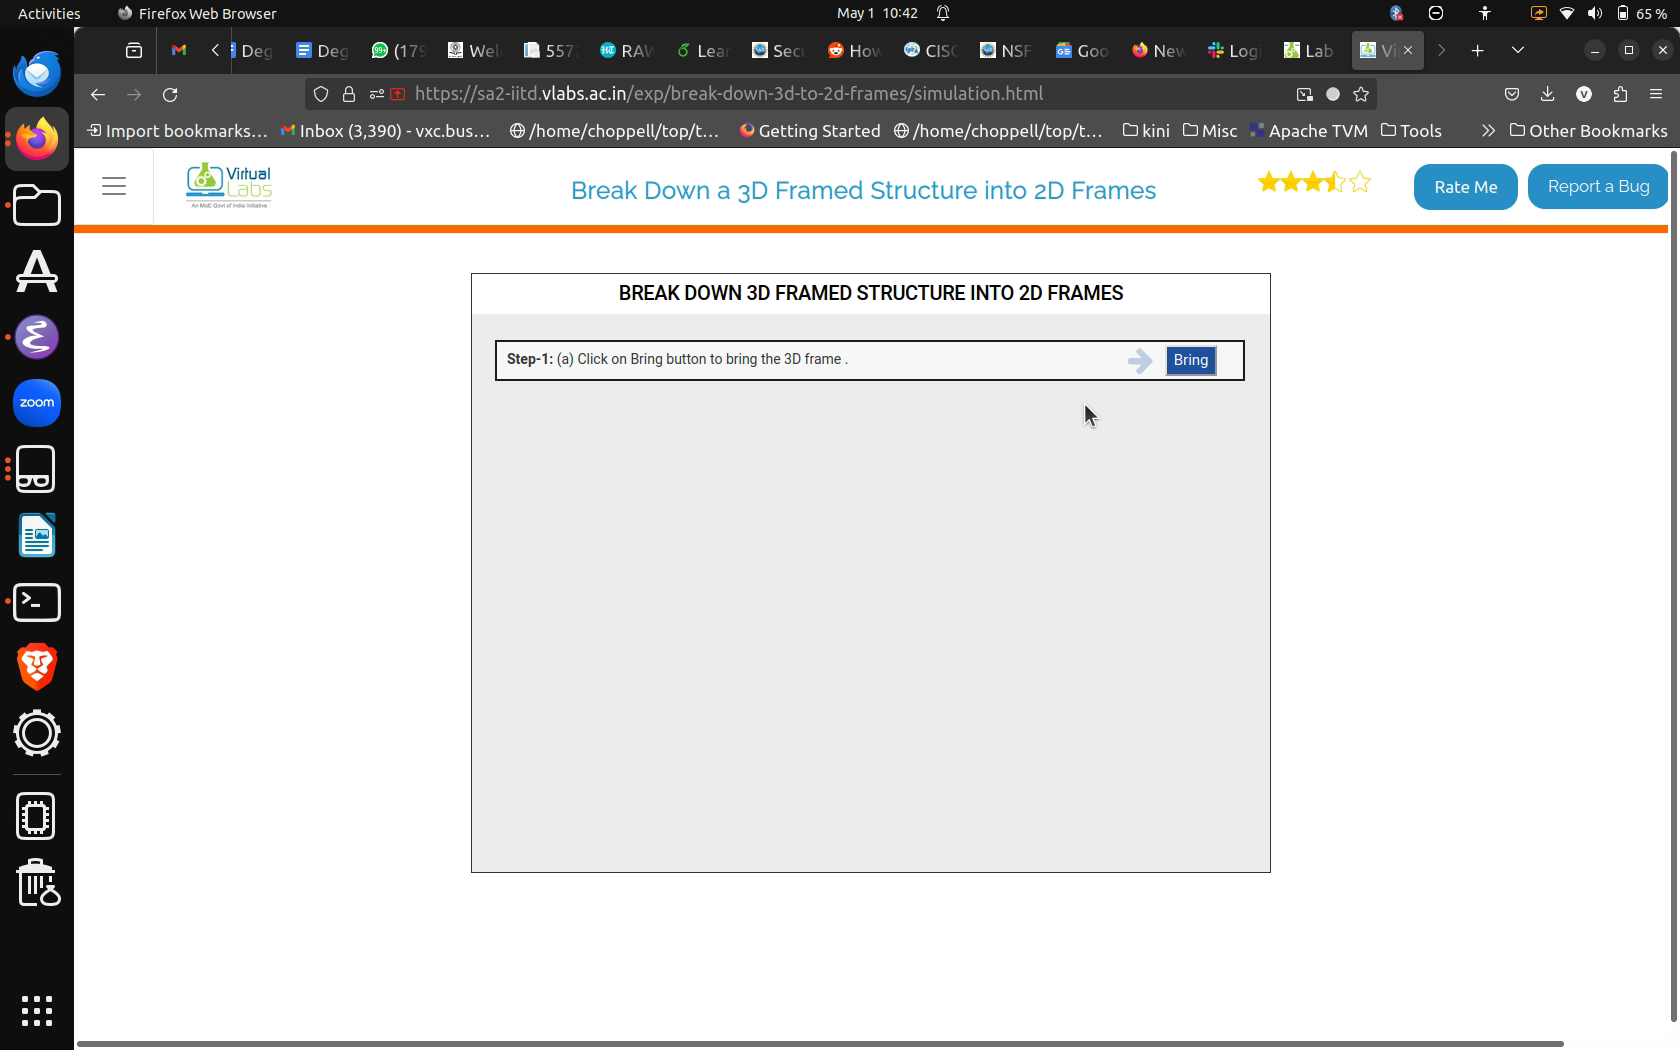 Activities Firefox Web Browser May 1 10:42 65 %
Deg Deg (179 Wel 557 RAW Lea Secu How CISC NSF Goo New Logi Lab Vi
https://sa2-iitd.vlabs.ac.in/exp/break-down-3d-to-2d-frames/simulation.html
Import bookmarks... Inbox (3,390) - vxc.bus... /home/choppell/top/t... Getting Started /home/choppell/top/t... kini Misc Apache TVM Tools Other Bookmarks
Virtual
Labs
An MoE Govt of India Initiative
Break Down a 3D Framed Structure into 2D Frames
Rate Me
Report a Bug
BREAK DOWN 3D FRAMED STRUCTURE INTO 2D FRAMES
Step-1: (a) Click on Bring button to bring the 3D frame . Bring
zoom